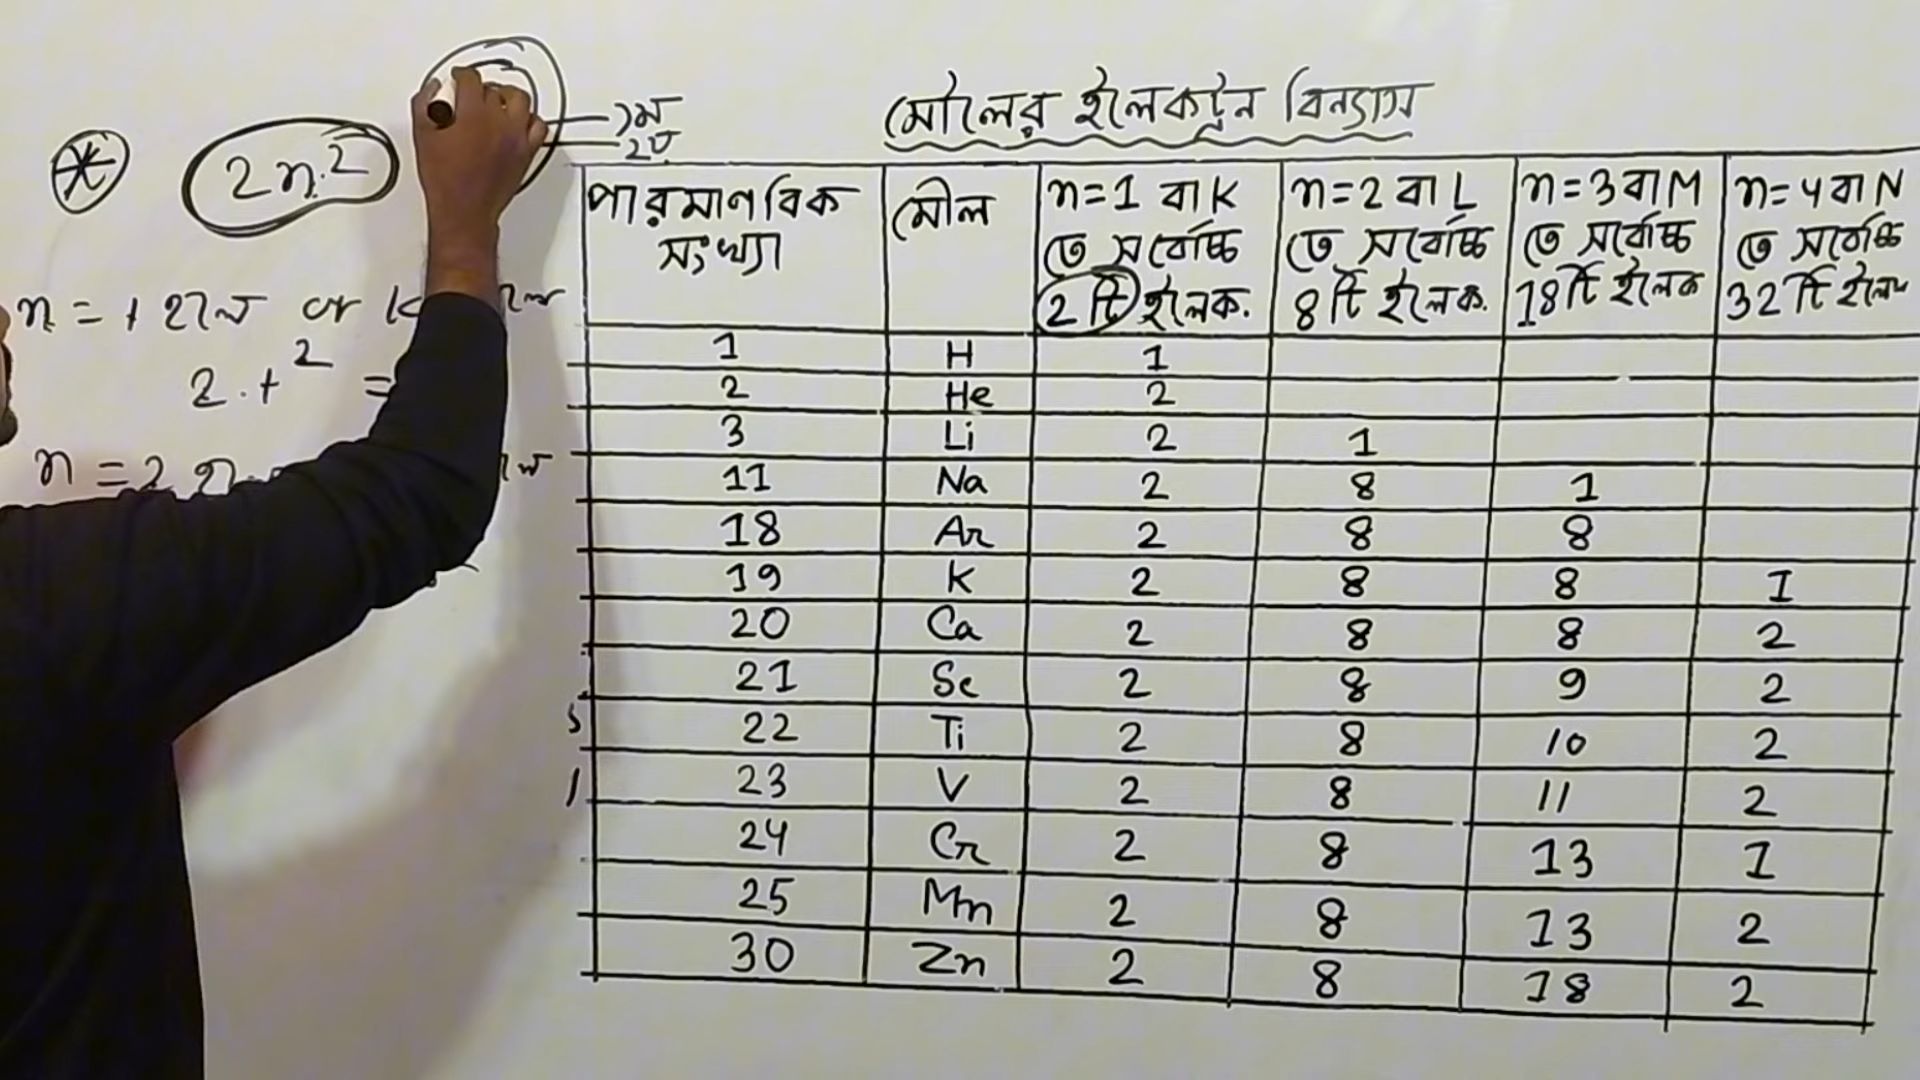 মৌলের ইলেকট্রন বিন্যাস
2n.2
১ম
২য়
n = 1 হলে or K
2.1² =
n = 2
পারমাণবিক সংখ্যা | মৌল | n=1 বা K তে সর্বোচ্চ 2 টি ইলেক. | n=2 বা L তে সর্বোচ্চ 8 টি ইলেক. | n=3 বা M তে সর্বোচ্চ 18 টি ইলেক | n=4 বা N তে সর্বোচ্চ 32 টি ইলেক
1 H 1
2 He 2
3 Li 2 1
11 Na 2 8 1
18 Ar 2 8 8
19 K 2 8 8 1
20 Ca 2 8 8 2
21 Sc 2 8 9 2
22 Ti 2 8 10 2
23 V 2 8 11 2
24 Cr 2 8 13 1
25 Mn 2 8 13 2
30 Zn 2 8 18 2